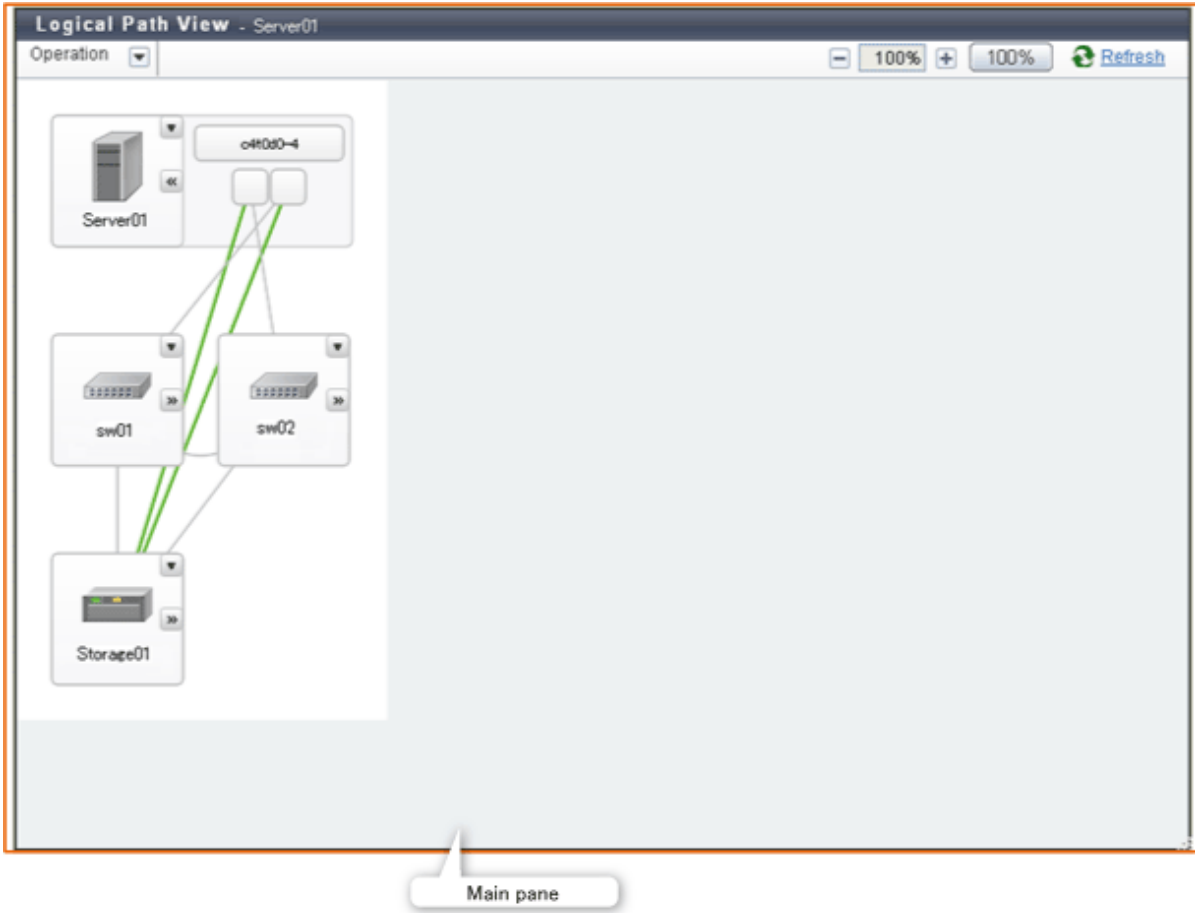 Logical Path View - Server01
Operation 100% 100% Refresh
c4t0d0-4
Server01
sw01 sw02
Storage01
Main pane